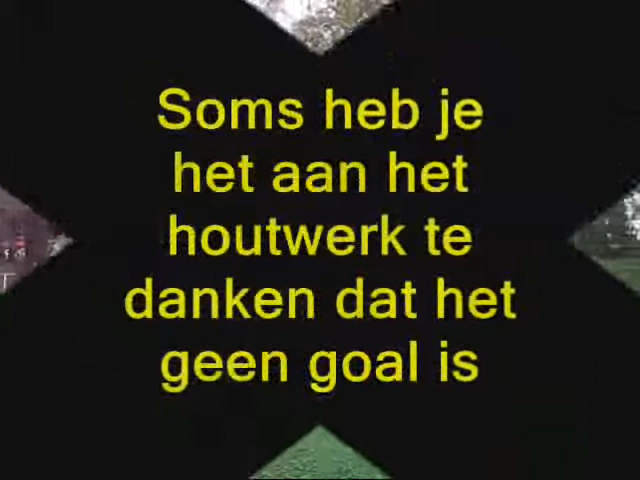 Soms heb je
het aan het
houtwerk te
danken dat het
geen goal is